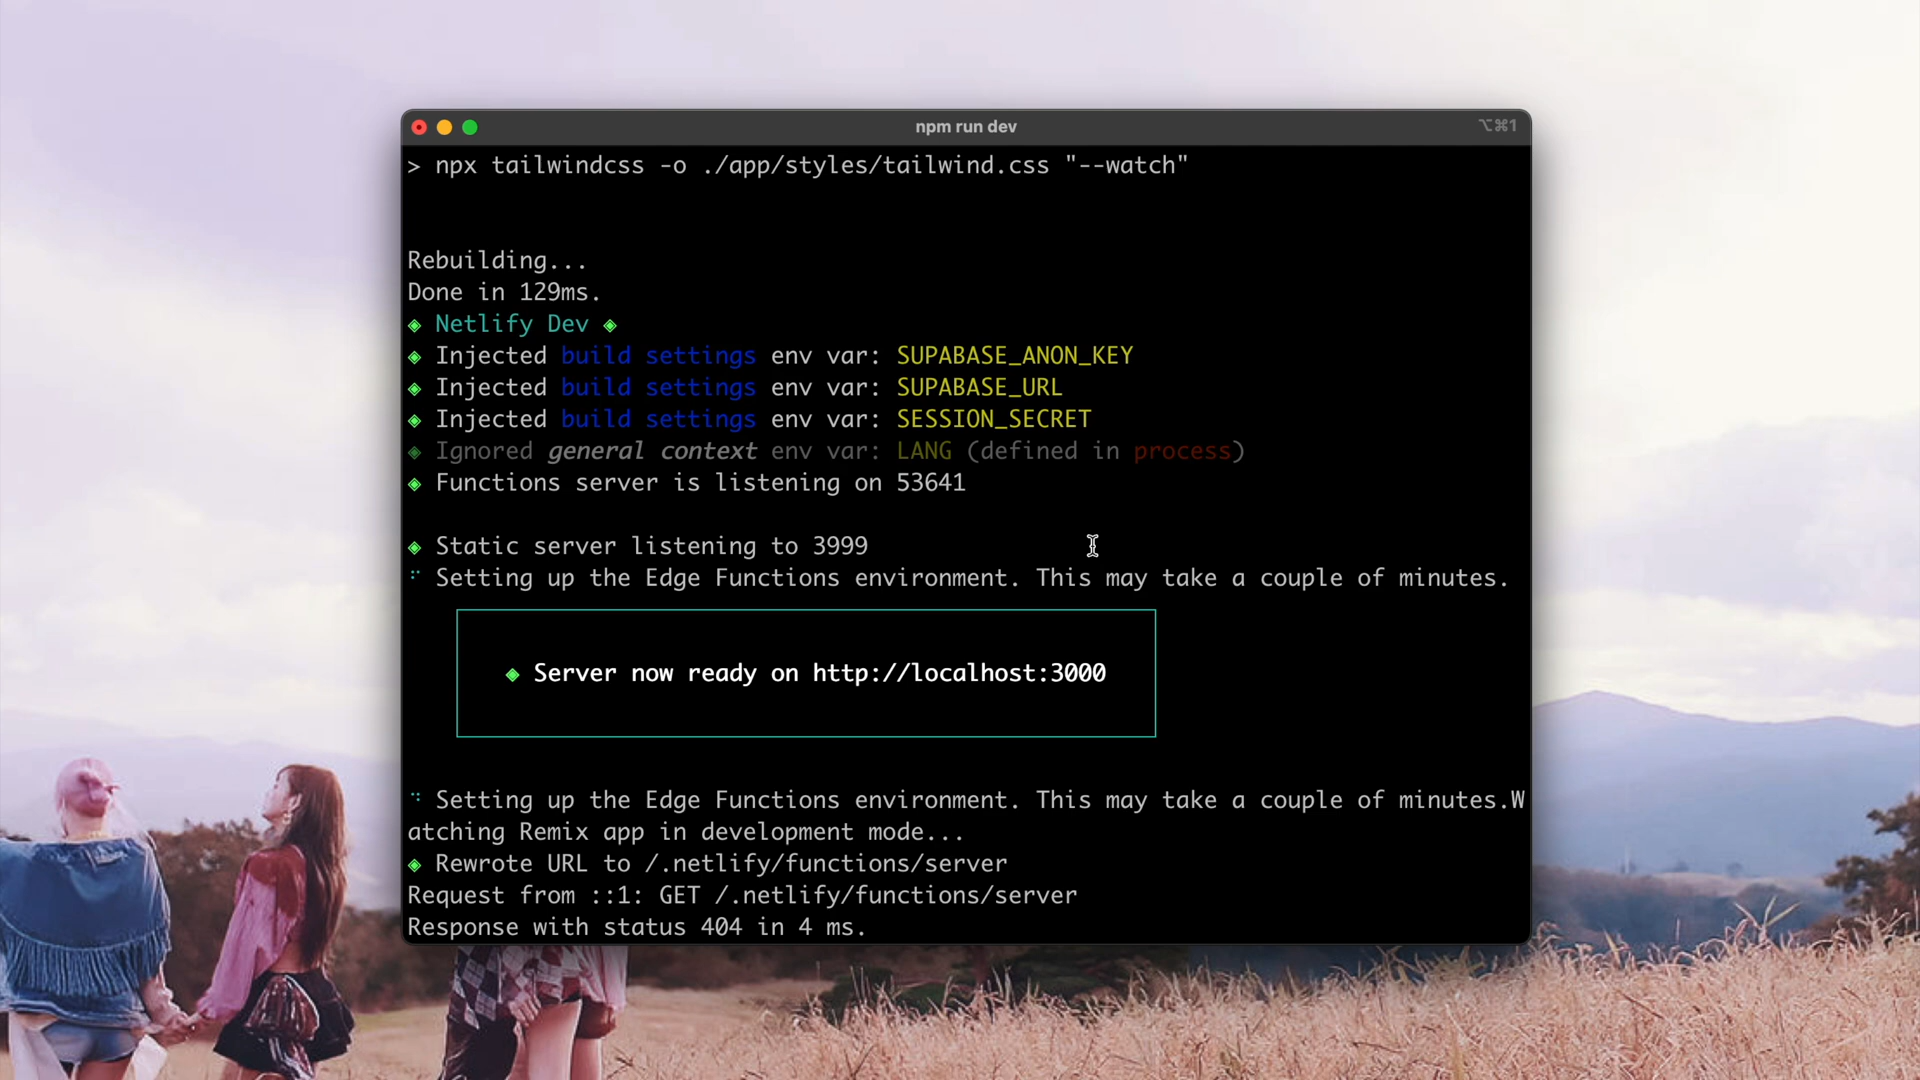 npm run dev
⌥⌘1
> npx tailwindcss -o ./app/styles/tailwind.css "--watch"
Rebuilding...
Done in 129ms.
◈ Netlify Dev ◈
◈ Injected build settings env var: SUPABASE_ANON_KEY
◈ Injected build settings env var: SUPABASE_URL
◈ Injected build settings env var: SESSION_SECRET
◈ Ignored general context env var: LANG (defined in process)
◈ Functions server is listening on 53641
◈ Static server listening to 3999
⠋ Setting up the Edge Functions environment. This may take a couple of minutes.
◈ Server now ready on http://localhost:3000
⠙ Setting up the Edge Functions environment. This may take a couple of minutes.W
atching Remix app in development mode...
◈ Rewrote URL to /.netlify/functions/server
Request from ::1: GET /.netlify/functions/server
Response with status 404 in 4 ms.